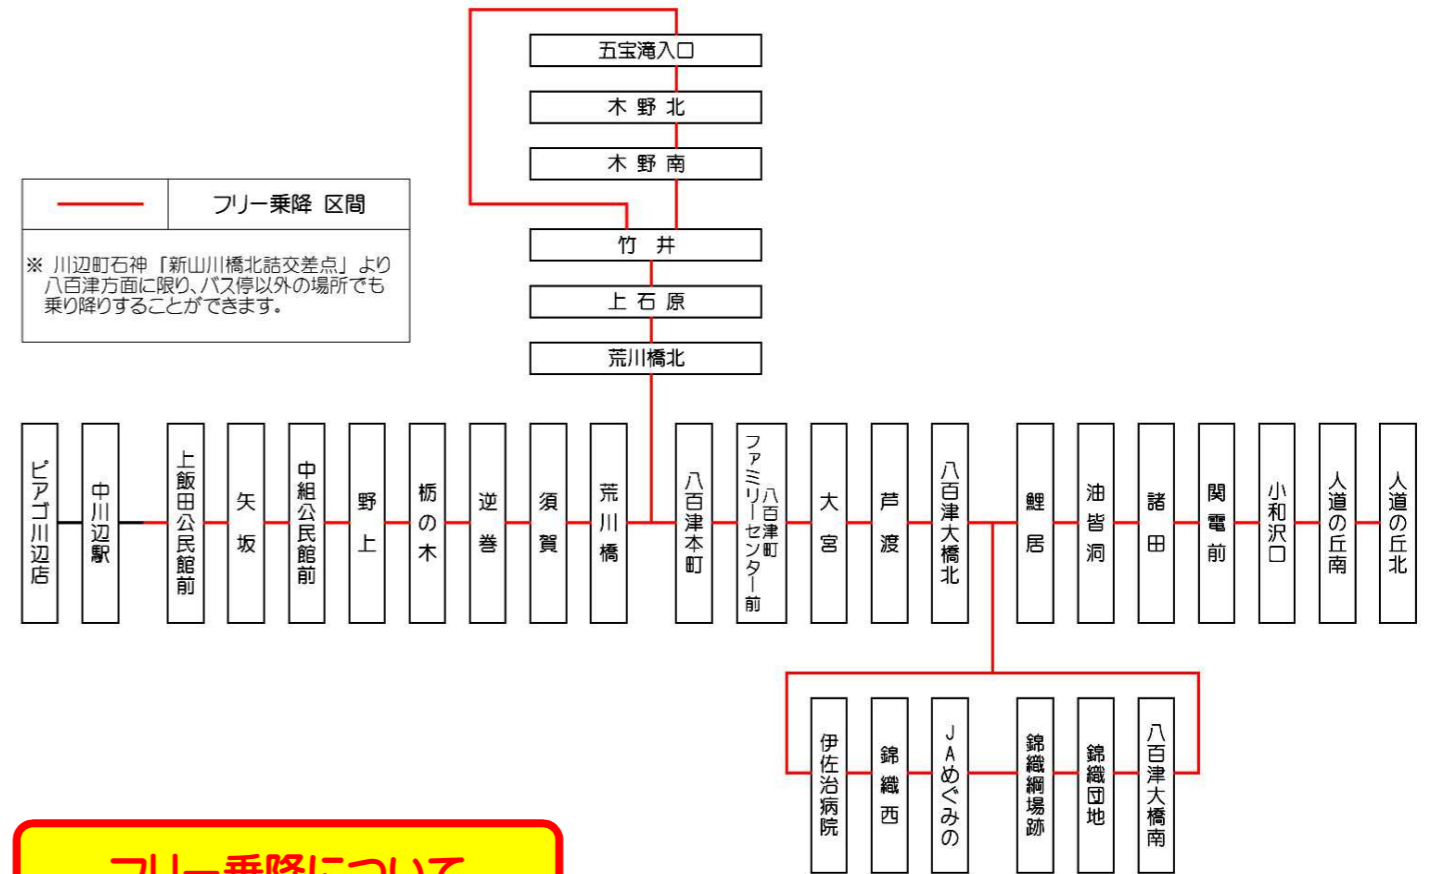 五宝滝入口
木野北
木野南
フリー乗降 区間
※ 川辺町石神「新山川橋北詰交差点」より
八百津方面に限り、バス停以外の場所でも
乗り降りすることができます。
竹井
上石原
荒川橋北
ピアゴ川辺店
中川辺駅
上飯田公民館前
矢坂
中組公民館前
野上
栃の木
逆巻
須賀
荒川橋
八百津本町
八百津町
ファミリーセンター前
大宮
芦渡
八百津大橋北
鯉居
油皆洞
諸田
関電前
小和沢口
人道の丘南
人道の丘北
伊佐治病院
錦織西
JAめぐみの
錦織綱場跡
錦織団地
八百津大橋南
フリー乗降について